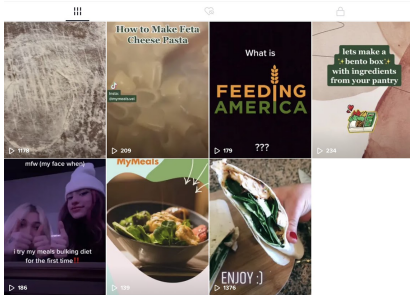 1178
How to Make Feta
Cheese Pasta
209
What is
FEEDING
AMERICA
???
179
lets make a
✨bento box✨
with ingredients
from your pantry
234
mfw (my face when)
i try my meals bulking diet
for the first time‼️
186
MyMeals
ENJOY :)
1376